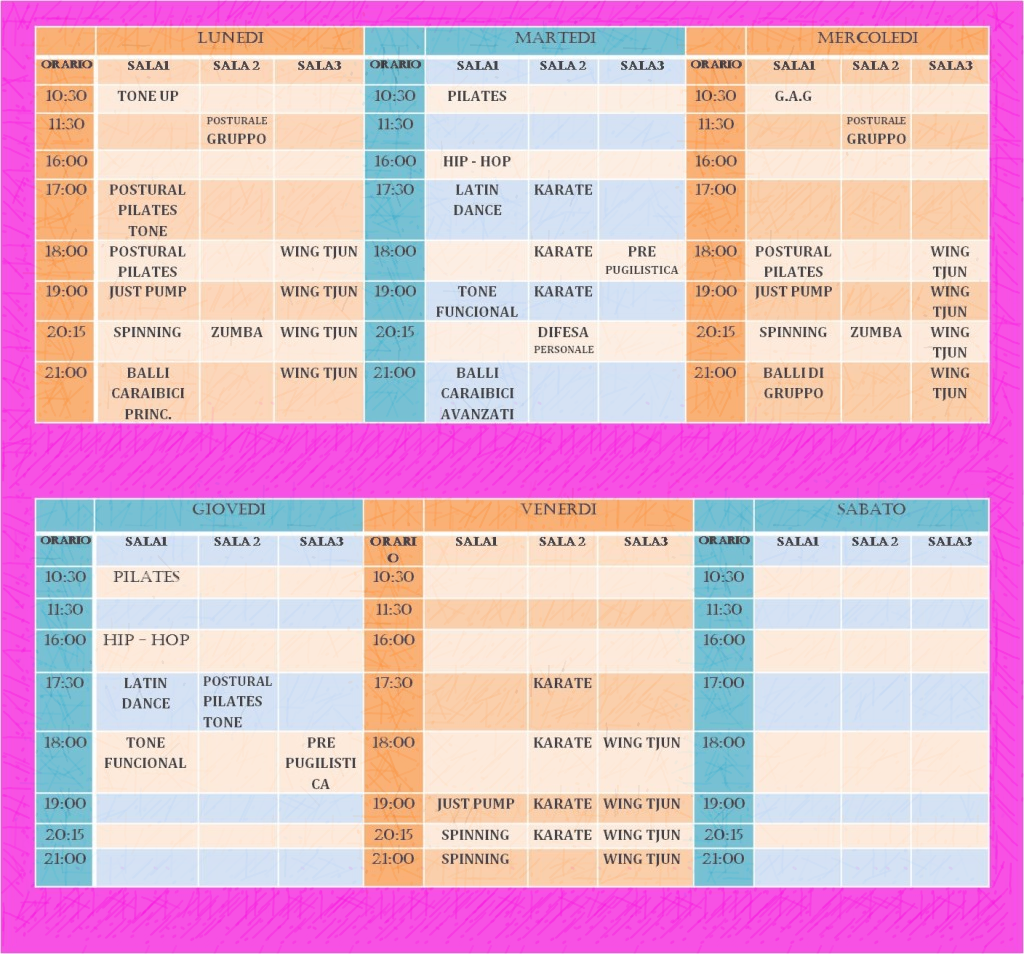 LUNEDI MARTEDI MERCOLEDI
ORARIO SALA1 SALA 2 SALA3 ORARIO SALA1 SALA 2 SALA3 ORARIO SALA1 SALA 2 SALA3
10:30 TONE UP 10:30 PILATES 10:30 G.A.G
11:30 POSTURALE 11:30 11:30 POSTURALE
GRUPPO GRUPPO
16:00 16:00 HIP - HOP 16:00
17:00 POSTURAL 17:30 LATIN KARATE 17:00
PILATES DANCE
TONE
18:00 POSTURAL WING TJUN 18:00 KARATE PRE 18:00 POSTURAL WING
PILATES PUGILISTICA PILATES TJUN
19:00 JUST PUMP WING TJUN 19:00 TONE KARATE 19:00 JUST PUMP WING
FUNCIONAL TJUN
20:15 SPINNING ZUMBA WING TJUN 20:15 DIFESA 20:15 SPINNING ZUMBA WING
PERSONALE TJUN
21:00 BALLI WING TJUN 21:00 BALLI 21:00 BALLI DI WING
CARAIBICI CARAIBICI GRUPPO TJUN
PRINC. AVANZATI
GIOVEDI VENERDI SABATO
ORARIO SALA1 SALA 2 SALA3 ORARI SALA1 SALA 2 SALA3 ORARIO SALA1 SALA 2 SALA3
O
10:30 PILATES 10:30 10:30
11:30 11:30 11:30
16:00 HIP - HOP 16:00 16:00
17:30 LATIN POSTURAL 17:30 KARATE 17:00
DANCE PILATES
TONE
18:00 TONE PRE 18:00 KARATE WING TJUN 18:00
FUNCIONAL PUGILISTI
CA
19:00 19:00 JUST PUMP KARATE WING TJUN 19:00
20:15 20:15 SPINNING KARATE WING TJUN 20:15
21:00 21:00 SPINNING WING TJUN 21:00